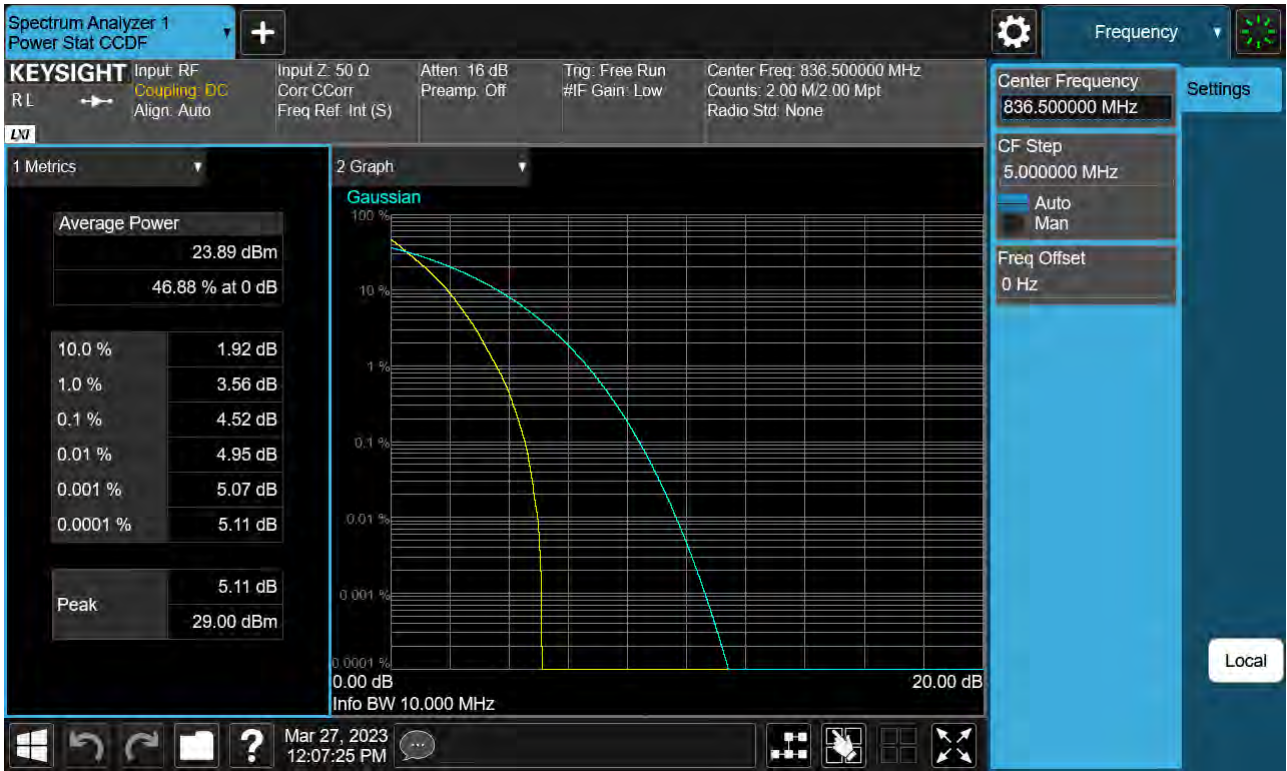 Spectrum Analyzer 1
Power Stat CCDF
Frequency
KEYSIGHT
RL
LXI
Input: RF
Coupling: DC
Align: Auto
Input Z: 50 Ω
Corr CCorr
Freq Ref: Int (S)
Atten: 16 dB
Preamp: Off
Trig: Free Run
#IF Gain: Low
Center Freq: 836.500000 MHz
Counts: 2.00 M/2.00 Mpt
Radio Std: None
1 Metrics
Average Power
23.89 dBm
46.88 % at 0 dB
10.0 % 1.92 dB
1.0 % 3.56 dB
0.1 % 4.52 dB
0.01 % 4.95 dB
0.001 % 5.07 dB
0.0001 % 5.11 dB
Peak
5.11 dB
29.00 dBm
2 Graph
Gaussian
100 %
10 %
1 %
0.1 %
0.01 %
0.001 %
0.0001 %
0.00 dB 20.00 dB
Info BW 10.000 MHz
Center Frequency
836.500000 MHz
CF Step
5.000000 MHz
Auto
Man
Freq Offset
0 Hz
Settings
Local
?
Mar 27, 2023
12:07:25 PM